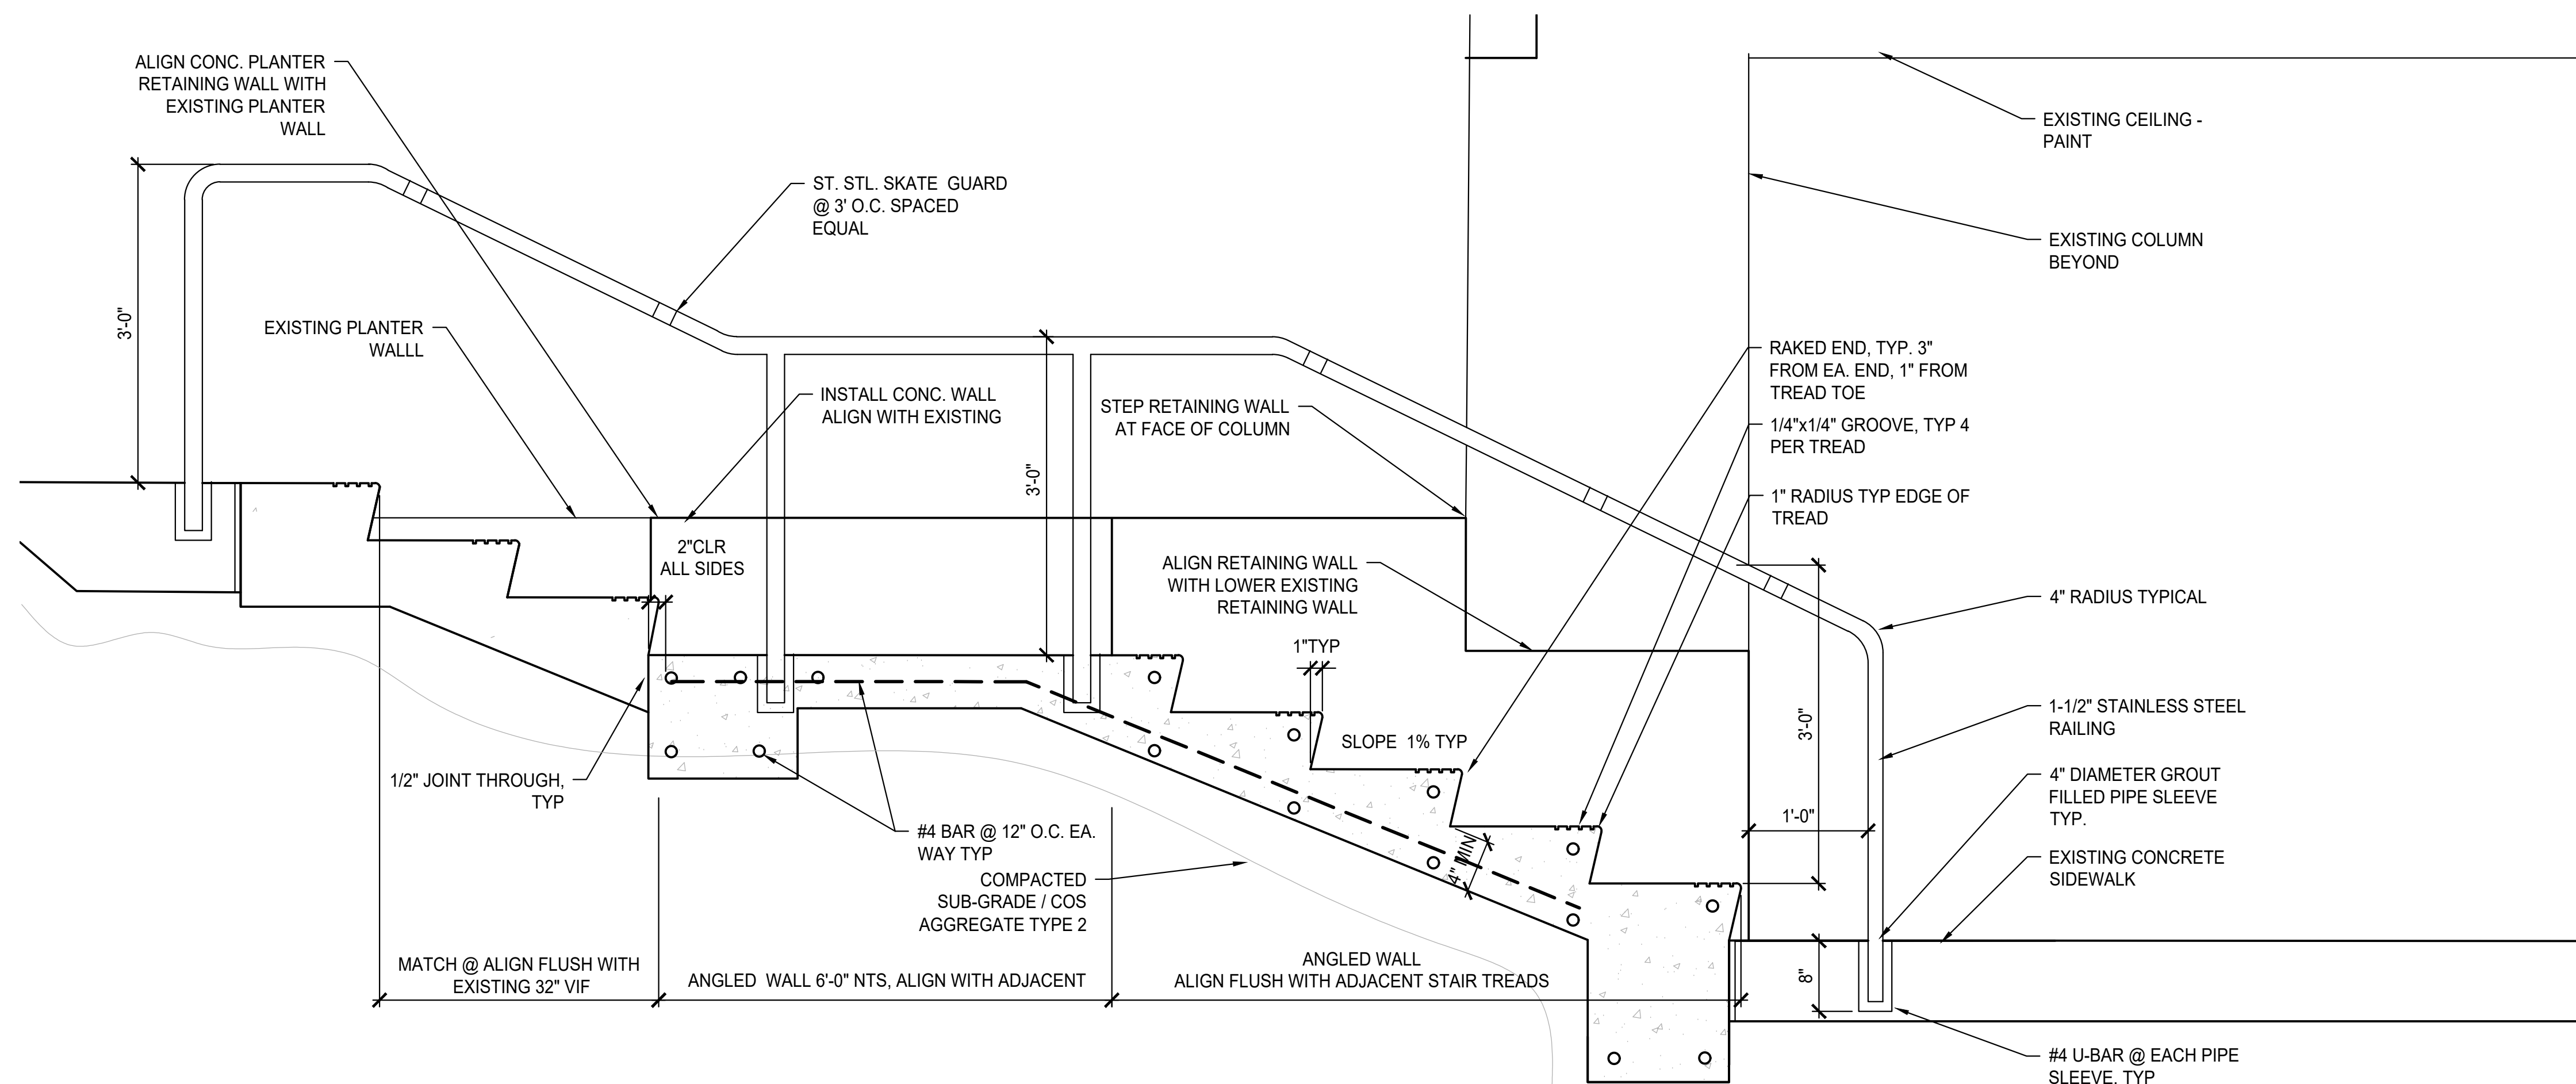 ALIGN CONC. PLANTER
RETAINING WALL WITH
EXISTING PLANTER
WALL
ST. STL. SKATE GUARD
@ 3' O.C. SPACED
EQUAL
EXISTING CEILING -
PAINT
EXISTING COLUMN
BEYOND
3'-0"
EXISTING PLANTER
WALLL
INSTALL CONC. WALL
ALIGN WITH EXISTING
3'-0"
STEP RETAINING WALL
AT FACE OF COLUMN
RAKED END, TYP. 3"
FROM EA. END, 1" FROM
TREAD TOE
1/4"x1/4" GROOVE, TYP 4
PER TREAD
1" RADIUS TYP EDGE OF
TREAD
2"CLR
ALL SIDES
ALIGN RETAINING WALL
WITH LOWER EXISTING
RETAINING WALL
1"TYP
SLOPE 1% TYP
4" RADIUS TYPICAL
3'-0"
1-1/2" STAINLESS STEEL
RAILING
1/2" JOINT THROUGH,
TYP
4" DIAMETER GROUT
FILLED PIPE SLEEVE
TYP.
1'-0"
#4 BAR @ 12" O.C. EA.
WAY TYP
4" MIN
COMPACTED
SUB-GRADE / COS
AGGREGATE TYPE 2
EXISTING CONCRETE
SIDEWALK
MATCH @ ALIGN FLUSH WITH
EXISTING 32" VIF
ANGLED WALL 6'-0" NTS, ALIGN WITH ADJACENT
ANGLED WALL
ALIGN FLUSH WITH ADJACENT STAIR TREADS
8"
#4 U-BAR @ EACH PIPE
SLEEVE, TYP